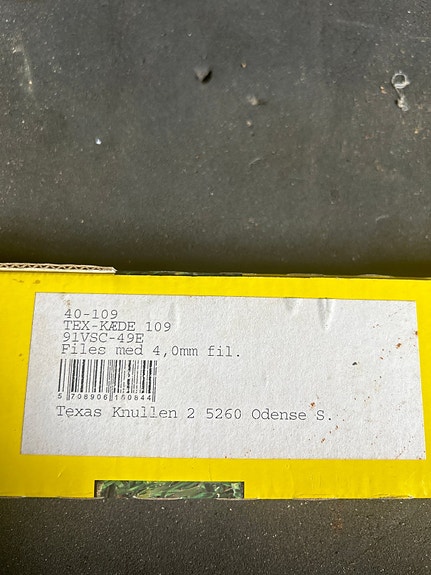 40-109
TEX-KÆDE 109
91VSC-49E
Files med 4,0mm fil.
5 708906 160844
Texas Knullen 2 5260 Odense S.